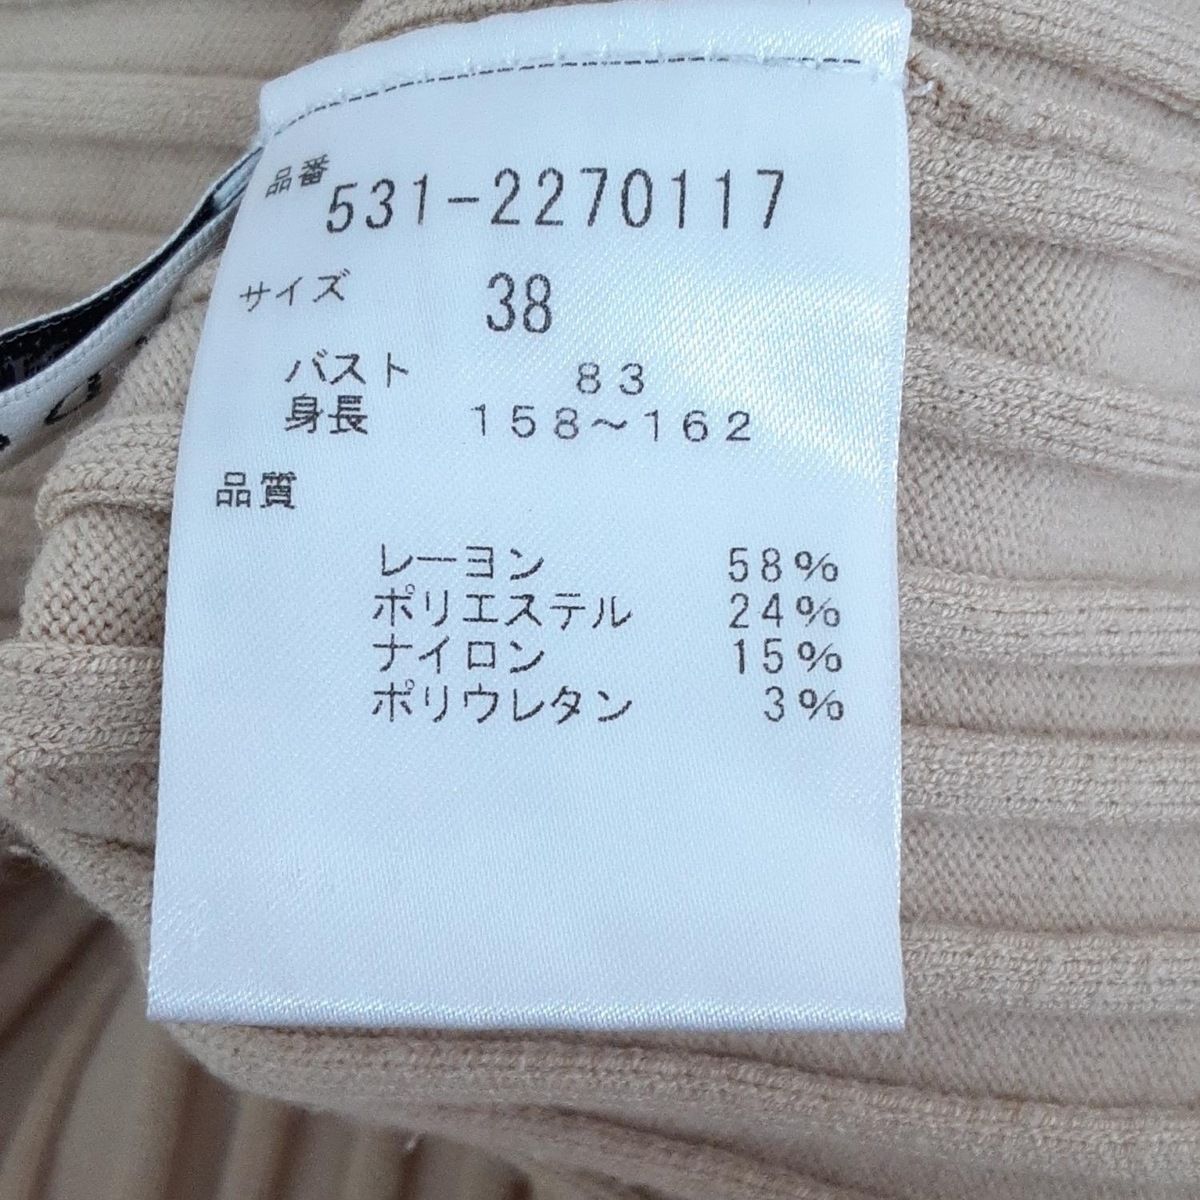 品番 531-2270117
サイズ 38
バスト 83
身長 158～162
品質
レーヨン 58%
ポリエステル 24%
ナイロン 15%
ポリウレタン 3%